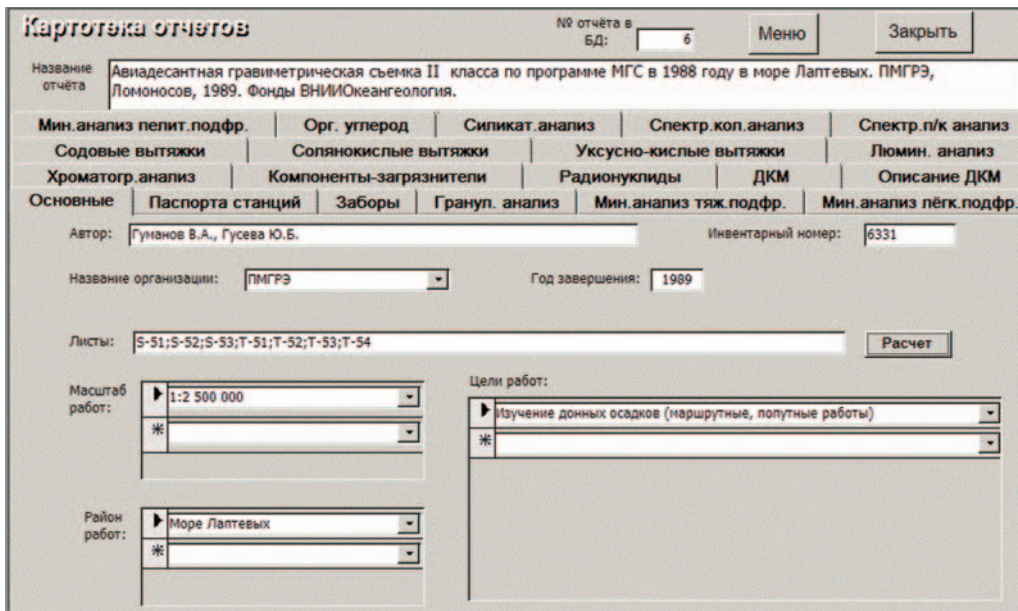 Картотека отчетов
№ отчёта в
БД:
6
Меню
Закрыть
Название
отчёта
Авиадесантная гравиметрическая съемка II класса по программе МГС в 1988 году в море Лаптевых. ПМГРЭ,
Ломоносов, 1989. Фонды ВНИИОкеангеология.
Мин.анализ пелит.подфр. Орг. углерод Силикат.анализ Спектр.кол.анализ Спектр.п/к анализ
Содовые вытяжки Солянокислые вытяжки Уксусно-кислые вытяжки Люмин. анализ
Хроматогр.анализ Компоненты-загрязнители Радионуклиды ДКМ Описание ДКМ
Основные Паспорта станций Заборы Гранул. анализ Мин.анализ тяж.подфр. Мин.анализ лёгк.подфр.
Автор: Гуманов В.А., Гусева Ю.Б. Инвентарный номер: 6331
Название организации: ПМГРЭ Год завершения: 1989
Листы: S-51;S-52;S-53;T-51;T-52;T-53;T-54 Расчет
Масштаб
работ:
1:2 500 000
Цели работ:
Изучение донных осадков (маршрутные, попутные работы)
Район
работ:
Море Лаптевых